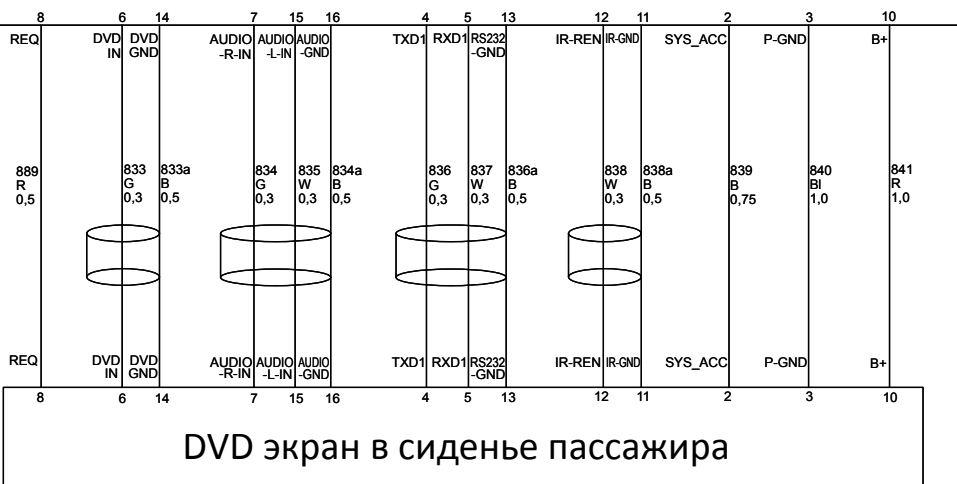 8 6 14 7 15 16 4 5 13 12 11 2 3 10
REQ DVD DVD AUDIO AUDIO AUDIO TXD1 RXD1 RS232 IR-REN IR-GND SYS_ACC P-GND B+
IN GND -R-IN -L-IN -GND -GND
889 833 833a 834 835 834a 836 837 836a 838 838a 839 840 841
R G B G W B G W B W B B Bl R
0,5 0,3 0,5 0,3 0,3 0,5 0,3 0,3 0,5 0,3 0,5 0,75 1,0 1,0
REQ DVD DVD AUDIO AUDIO AUDIO TXD1 RXD1 RS232 IR-REN IR-GND SYS_ACC P-GND B+
IN GND -R-IN -L-IN -GND -GND
8 6 14 7 15 16 4 5 13 12 11 2 3 10
DVD экран в сиденье пассажира